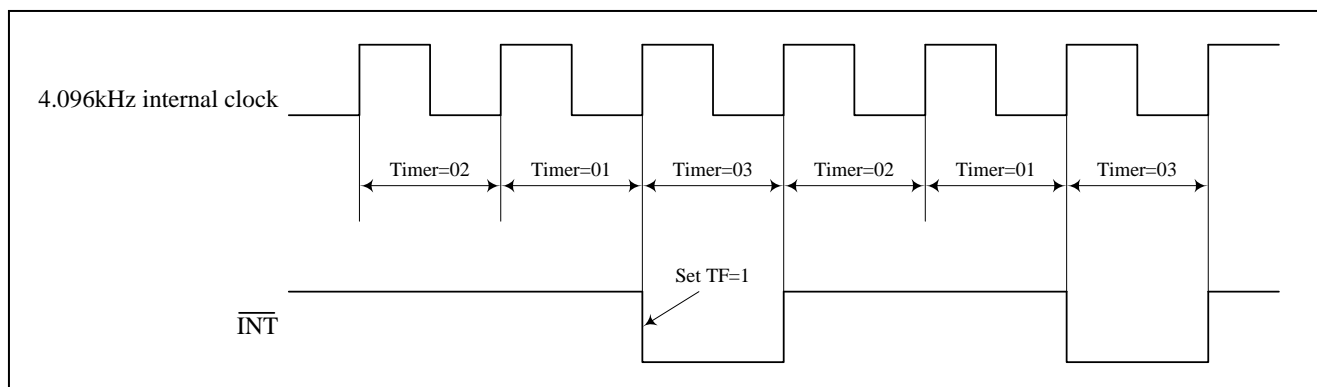 4.096kHz internal clock
Timer=02 Timer=01 Timer=03 Timer=02 Timer=01 Timer=03
Set TF=1
INT